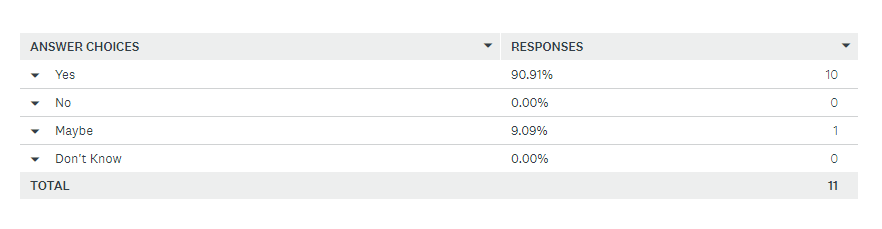 ANSWER CHOICES RESPONSES
Yes 90.91% 10
No 0.00% 0
Maybe 9.09% 1
Don't Know 0.00% 0
TOTAL 11